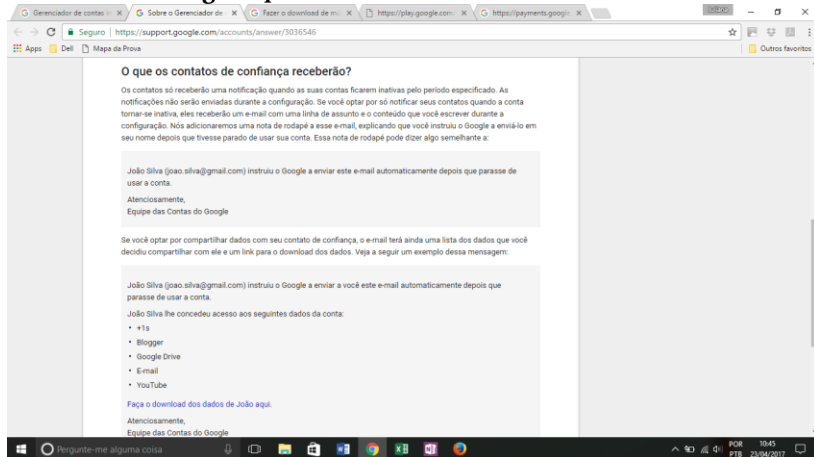 Gerenciador de contas
Sobre o Gerenciador de
Fazer o download de
https://play.google.com
https://payments.google
Seguro
https://support.google.com/accounts/answer/3036546
Apps
Dell
Mapa da Prova
Outros favoritos
O que os contatos de confiança receberão?
Os contatos só receberão uma notificação quando as suas contas ficarem inativas pelo período especificado. As
notificações não serão enviadas durante a configuração. Se você optar por só notificar seus contatos quando a conta
tornar-se inativa, eles receberão um e-mail com uma linha de assunto e o conteúdo que você escrever durante a
configuração. Nós adicionaremos uma nota de rodapé a esse e-mail, explicando que você instruiu o Google a enviá-lo em
seu nome depois que tivesse parado de usar sua conta. Essa nota de rodapé pode dizer algo semelhante a:
João Silva (joao.silva@gmail.com) instruiu o Google a enviar este e-mail automaticamente depois que parasse de
usar a conta.
Atenciosamente,
Equipe das Contas do Google
Se você optar por compartilhar dados com seu contato de confiança, o e-mail terá ainda uma lista dos dados que você
decidiu compartilhar com ele e um link para o download dos dados. Veja a seguir um exemplo dessa mensagem:
João Silva (joao.silva@gmail.com) instruiu o Google a enviar a você este e-mail automaticamente depois que
parasse de usar a conta.
João Silva lhe concedeu acesso aos seguintes dados da conta:
• +1s
• Blogger
• Google Drive
• E-mail
• YouTube
Faça o download dos dados de João aqui.
Atenciosamente,
Equipe das Contas do Google
Pergunte-me alguma coisa
POR
PTB
10:45
23/04/2017